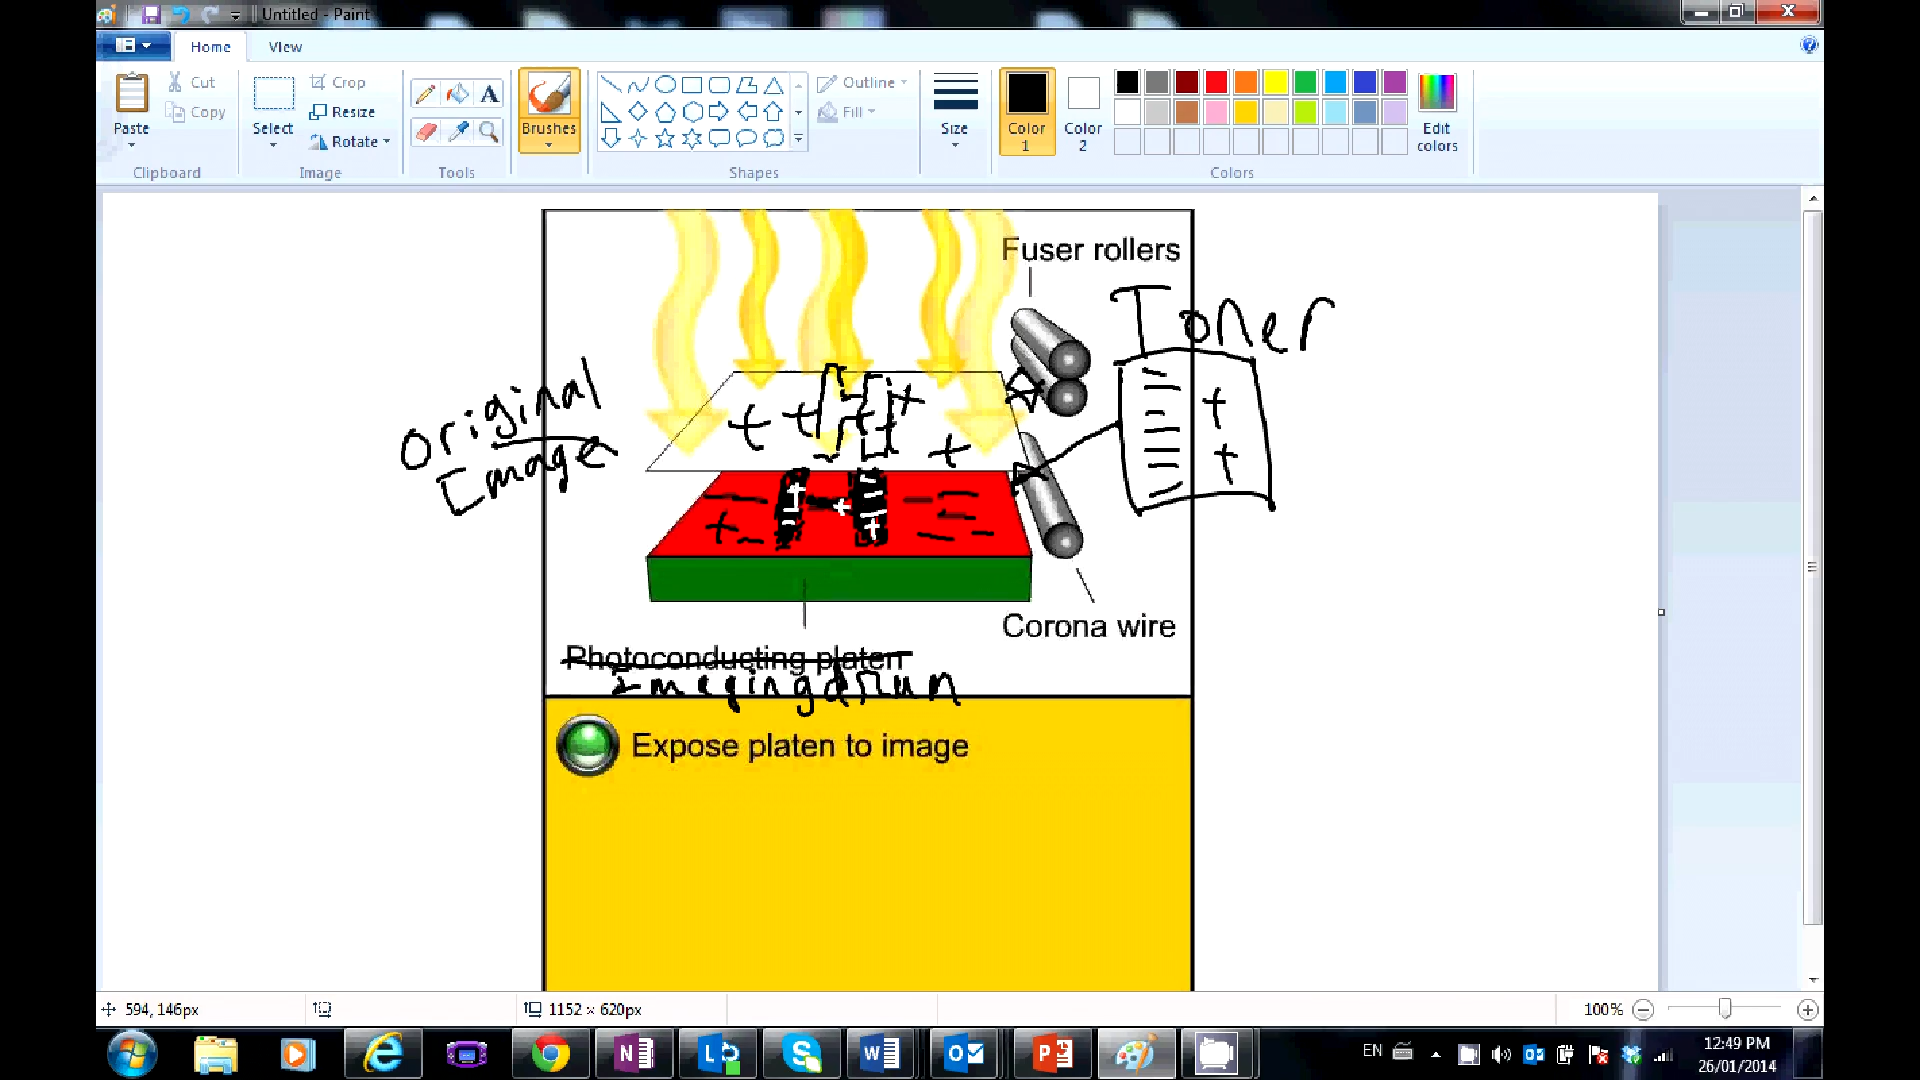 Untitled - Paint
Home View
Paste
Cut
Copy
Clipboard
Select
Crop
Resize
Rotate
Image
A
Tools
Brushes
Shapes
Outline
Fill
Size
Color 1
Color 2
Edit colors
Colors
Fuser rollers
Toner
Original
Image
H
Corona wire
Photoconducting platen
Imagingdrum
Expose platen to image
594, 146px
1152 × 620px
100%
EN
12:49 PM
26/01/2014